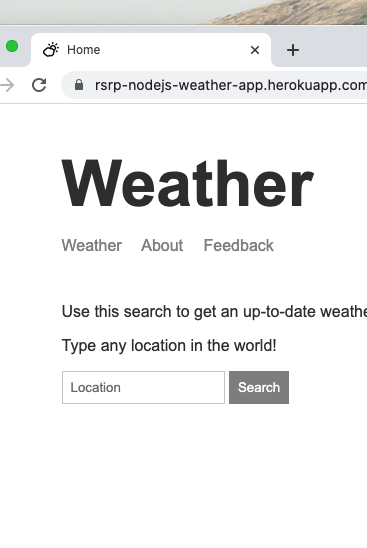 Home
rsrp-nodejs-weather-app.herokuapp.com
Weather
Weather About Feedback
Use this search to get an up-to-date
Type any location in the world!
Location Search